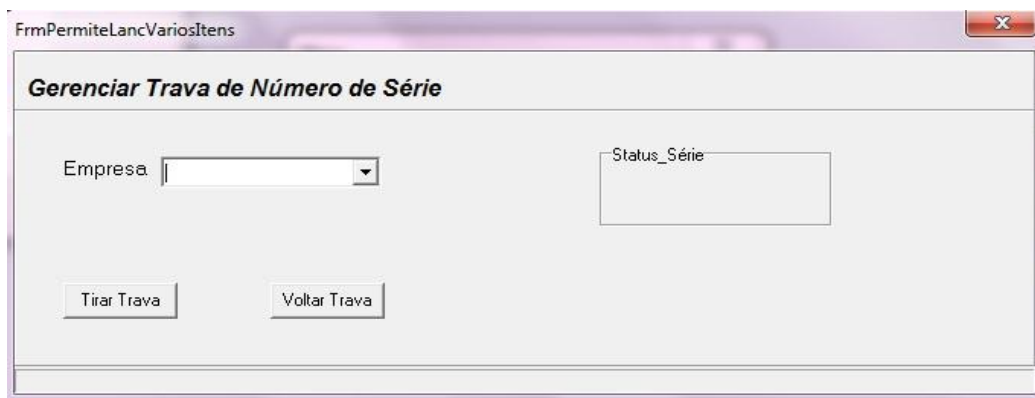 FrmPermiteLancVariosItens
Gerenciar Trava de Número de Série
Empresa
Status_Série
Tirar Trava
Voltar Trava